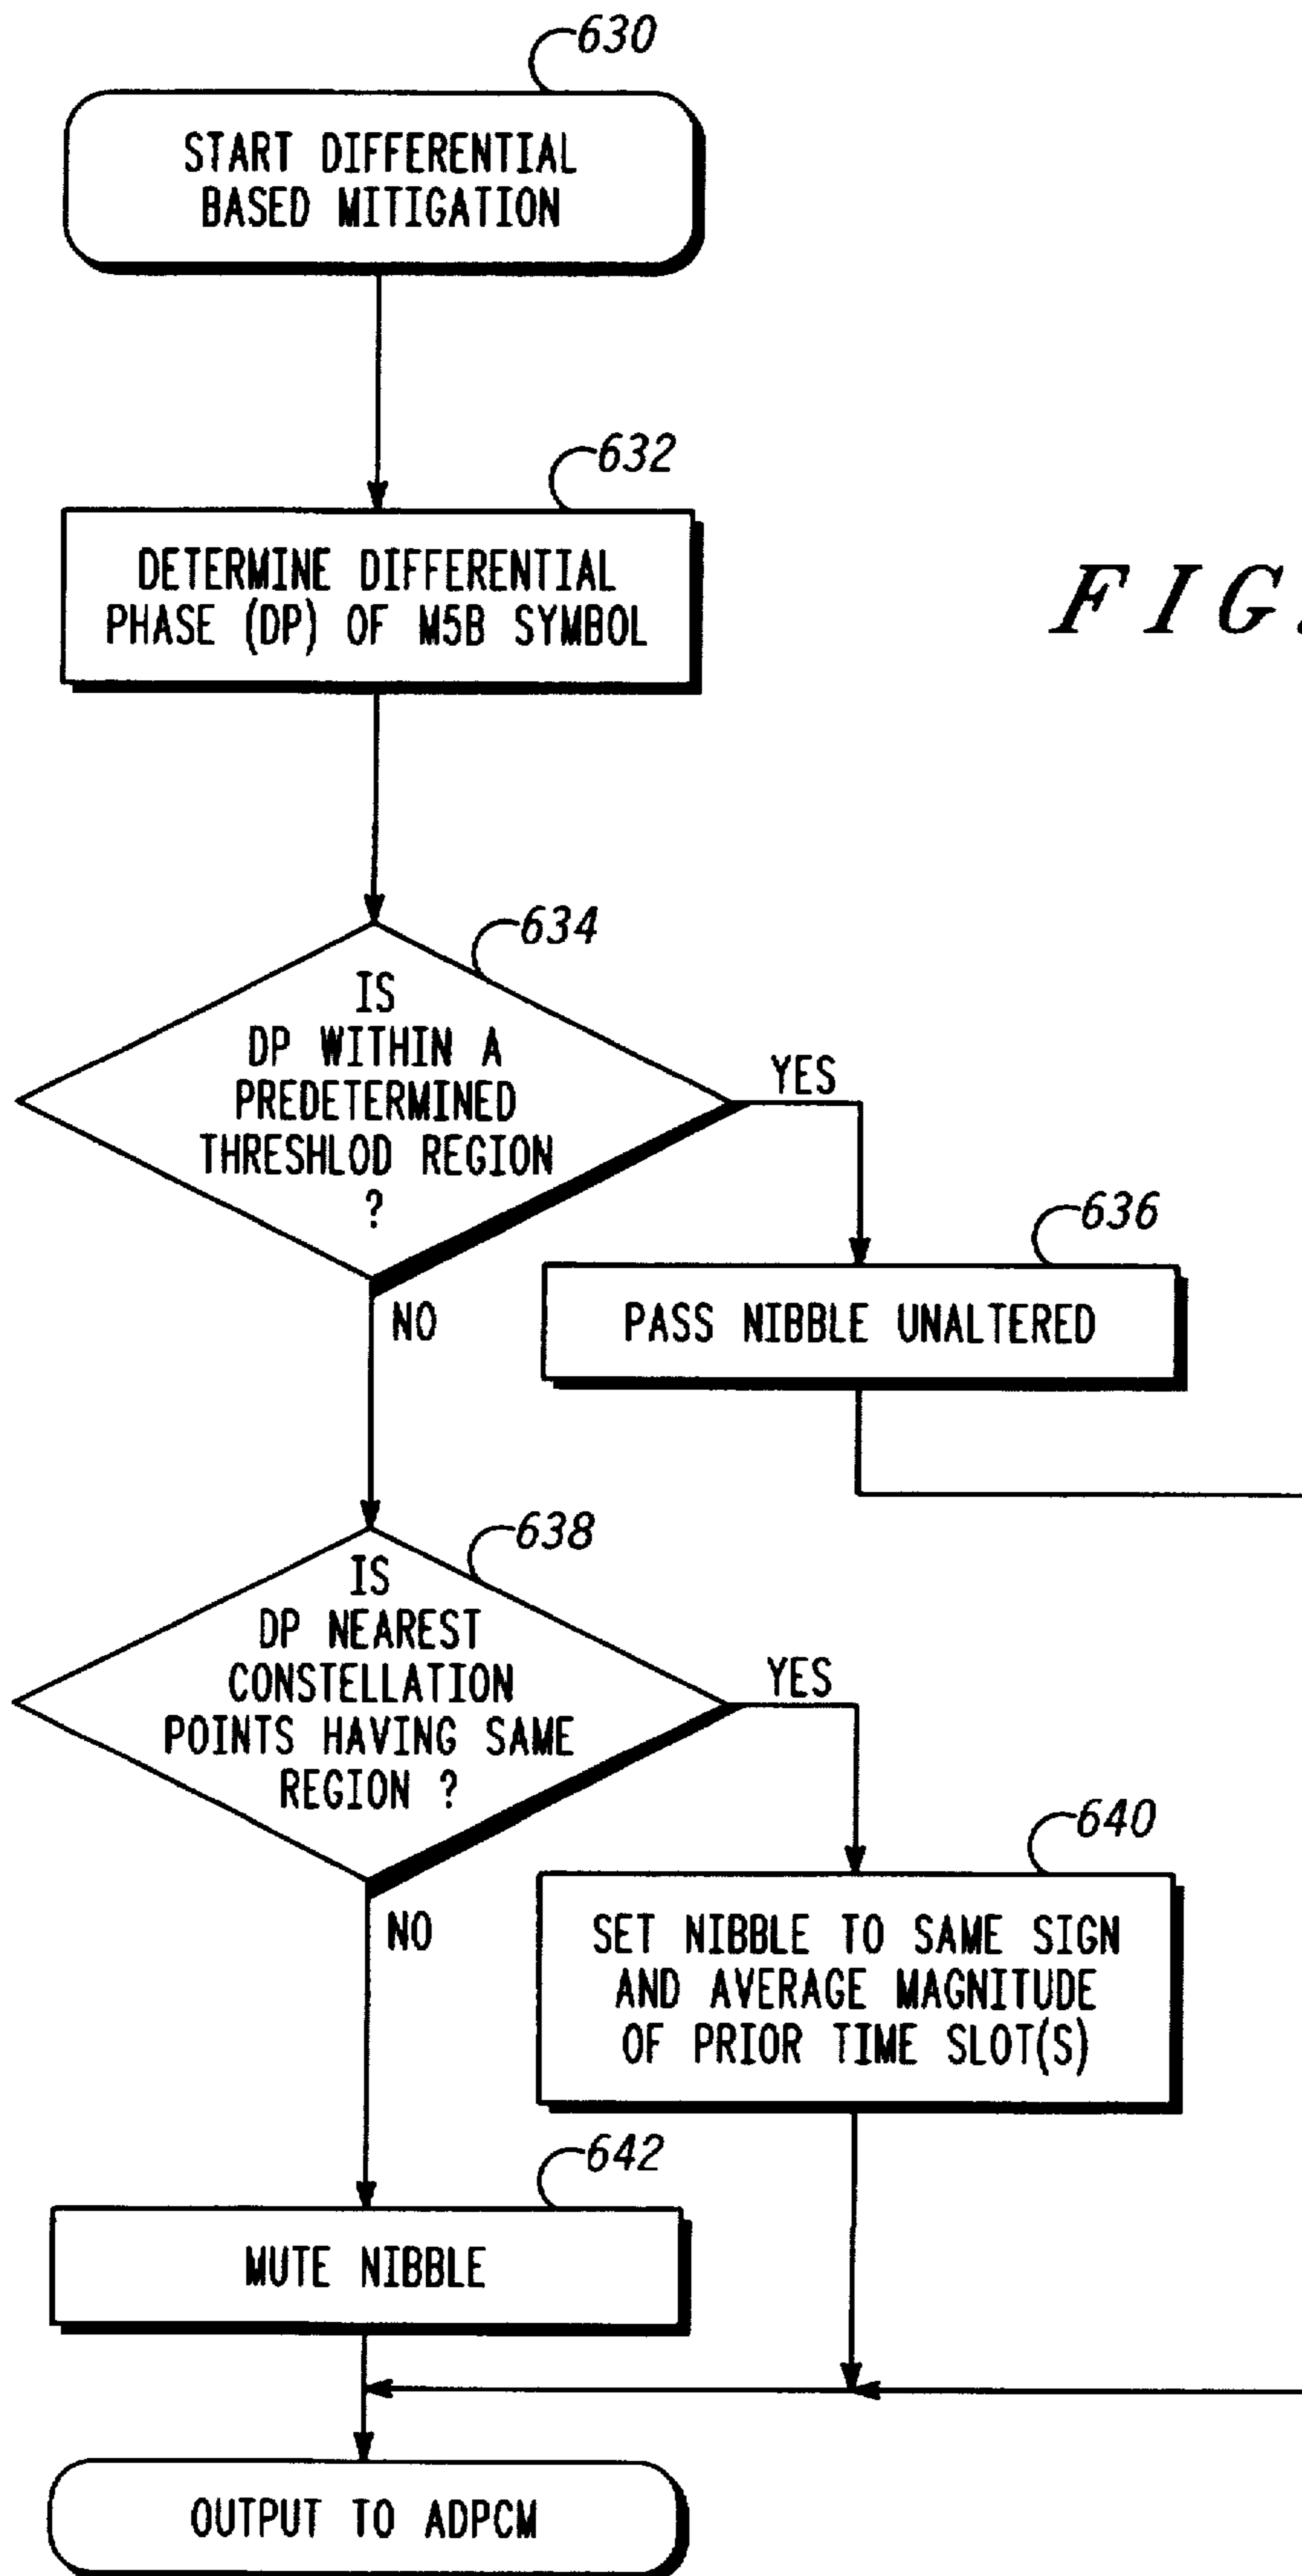 630
START DIFFERENTIAL
BASED MITIGATION
632
DETERMINE DIFFERENTIAL
PHASE (DP) OF M5B SYMBOL
FIG.
634
IS
DP WITHIN A
PREDETERMINED
THRESHLOD REGION
?
YES
NO
636
PASS NIBBLE UNALTERED
638
IS
DP NEAREST
CONSTELLATION
POINTS HAVING SAME
REGION ?
YES
NO
640
SET NIBBLE TO SAME SIGN
AND AVERAGE MAGNITUDE
OF PRIOR TIME SLOT(S)
642
MUTE NIBBLE
OUTPUT TO ADPCM